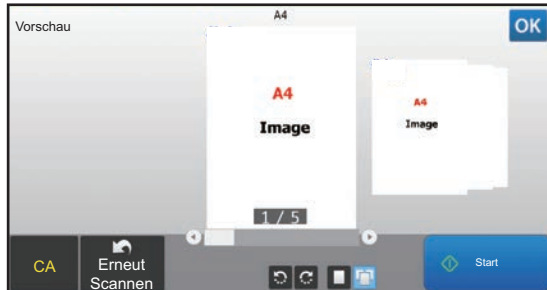 Vorschau
A4
OK
A4
Image
A4
Image
1 / 5
CA
Erneut
Scannen
Start